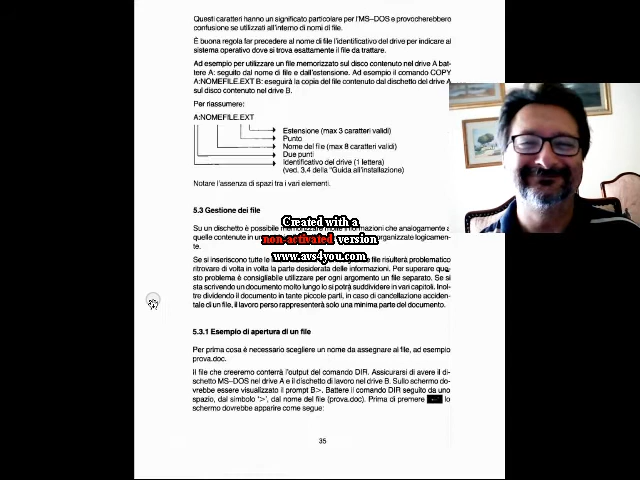 Questi caratteri hanno un significato particolare per l'MS-DOS e provocherebbero
confusione se utilizzati all'interno di nomi di file.
È buona regola far precedere al nome di file l'identificativo del drive per indicare al
sistema operativo dove si trova esattamente il file da trattare.
Ad esempio per utilizzare un file memorizzato sul disco contenuto nel drive A bat-
tere A: seguito dal nome di file e dall'estensione. Ad esempio il comando COPY
A:NOMEFILE.EXT B: eseguirà la copia del file contenuto dal dischetto del drive A
sul disco contenuto nel drive B.
Per riassumere:
A:NOMEFILE.EXT
Estensione (max 3 caratteri validi)
Punto
Nome del file (max 8 caratteri validi)
Due punti
Identificativo del drive (1 lettera)
(ved. 3.4 della "Guida all'installazione)
Notare l'assenza di spazi tra i vari elementi.
5.3 Gestione dei file
Su un dischetto è possibile memorizzare molte informazioni che analogamente a
quelle contenute in un organizzate logicamen-
te.
Created with a
non-activated version
www.avs4you.com
Se si inseriscono tutte le file risulterà problematico
ritrovare di volta in volta la parte desiderata delle informazioni. Per superare que-
sto problema è consigliabile utilizzare per ogni argomento un file separato. Se si
sta scrivendo un documento molto lungo lo si potrà suddividere in vari capitoli. Inol-
tre dividendo il documento in tante piccole parti, in caso di cancellazione acciden-
tale di un file, il lavoro perso rappresenterà solo una minima parte del documento.
5.3.1 Esempio di apertura di un file
Per prima cosa è necessario scegliere un nome da assegnare al file, ad esempio
prova.doc.
Il file che creeremo conterrà l'output del comando DIR. Assicurarsi di avere il di-
schetto MS-DOS nel drive A e il dischetto di lavoro nel drive B. Sullo schermo do-
vrebbe essere visualizzato il prompt B>. Battere il comando DIR seguito da uno
spazio, dal simbolo '>', dal nome del file (prova.doc). Prima di premere lo
schermo dovrebbe apparire come segue:
35